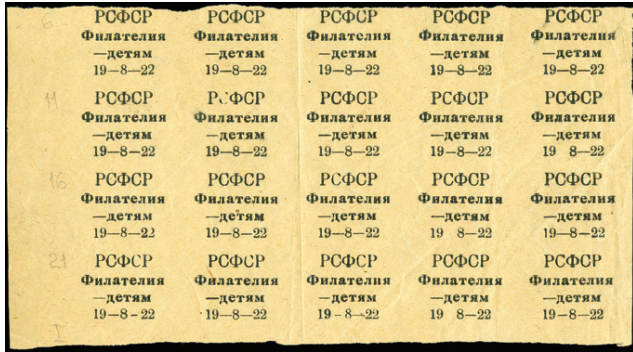 6 РСФСР РСФСР РСФСР РСФСР РСФСР
Филателия Филателия Филателия Филателия Филателия
—детям —детям —детям —детям —детям
19—8—22 19—8—22 19—8—22 19—8—22 19—8—22
11 РСФСР РСФСР РСФСР РСФСР РСФСР
Филателия Филателия Филателия Филателия Филателия
—детям —детям —детям —детям —детям
19—8—22 19—8—22 19—8—22 19—8—22 19 8—22
16 РСФСР РСФСР РСФСР РСФСР РСФСР
Филателия Филателия Филателия Филателия Филателия
—детям —детям —детям —детям —детям
19—8—22 19—8—22 19—8—22 19 8—22 19—8—22
21 РСФСР РСФСР РСФСР РСФСР РСФСР
Филателия Филателия Филателия Филателия Филателия
—детям —детям —детям —детям —детям
19—8-22 19—8—22 19-8—22 19 8—22 19—8—22
I